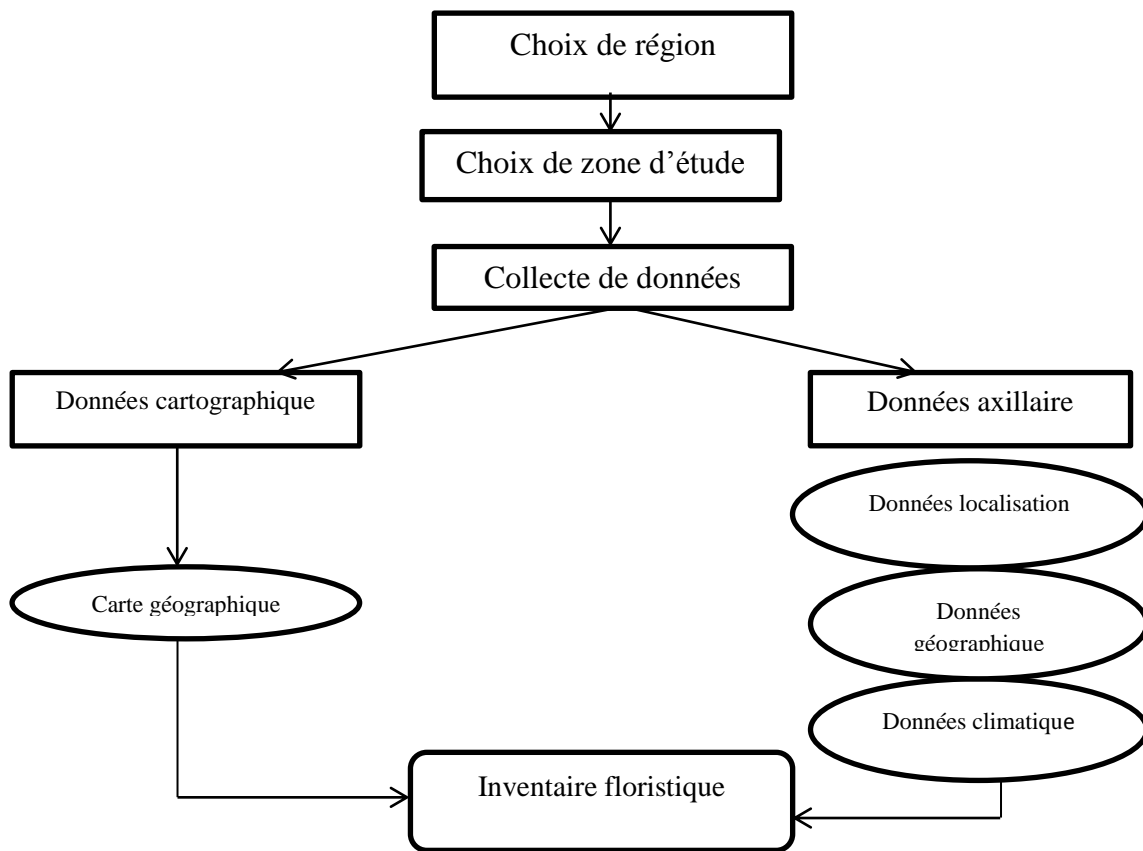 Choix de région
Choix de zone d’étude
Collecte de données
Données cartographique
Données axillaire
Données localisation
Carte géographique
Données
géographique
Données climatique
Inventaire floristique